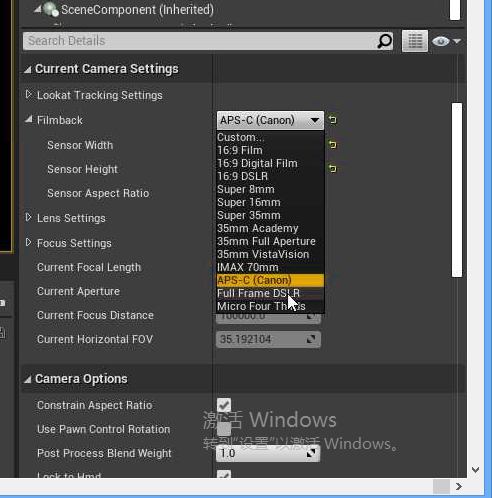 SceneComponent (Inherited)
Search Details
Current Camera Settings
Lookat Tracking Settings
Filmback
APS-C (Canon)
Custom...
Sensor Width
16:9 Film
16:9 Digital Film
Sensor Height
16:9 DSLR
Super 8mm
Sensor Aspect Ratio
Super 16mm
Super 35mm
Lens Settings
35mm Academy
Focus Settings
35mm Full Aperture
35mm VistaVision
Current Focal Length
IMAX 70mm
APS-C (Canon)
Current Aperture
Full Frame DSLR
Micro Four Thirds
Current Focus Distance
100000.0
Current Horizontal FOV
35.192104
Camera Options
Constrain Aspect Ratio
激活 Windows
Use Pawn Control Rotation
转到“设置”以激活 Windows。
Post Process Blend Weight
1.0
Lock to Hmd